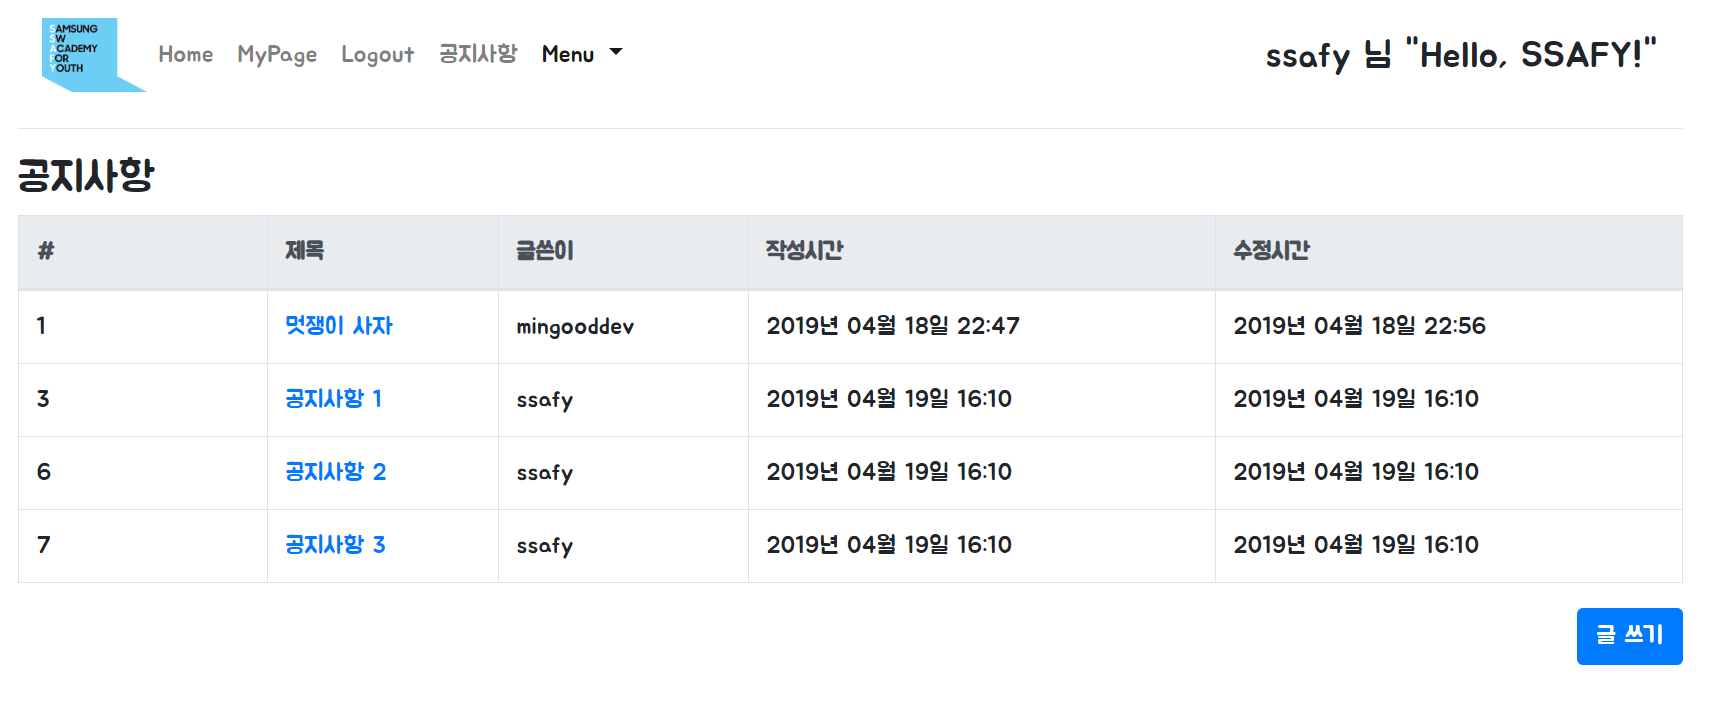 SAMSUNG
SW
ACADEMY
FOR
YOUTH
Home MyPage Logout 공지사항 Menu
ssafy 님 "Hello, SSAFY!"
공지사항
# 제목 글쓴이 작성시간 수정시간
1 멋쟁이 사자 mingooddev 2019년 04월 18일 22:47 2019년 04월 18일 22:56
3 공지사항 1 ssafy 2019년 04월 19일 16:10 2019년 04월 19일 16:10
6 공지사항 2 ssafy 2019년 04월 19일 16:10 2019년 04월 19일 16:10
7 공지사항 3 ssafy 2019년 04월 19일 16:10 2019년 04월 19일 16:10
글 쓰기